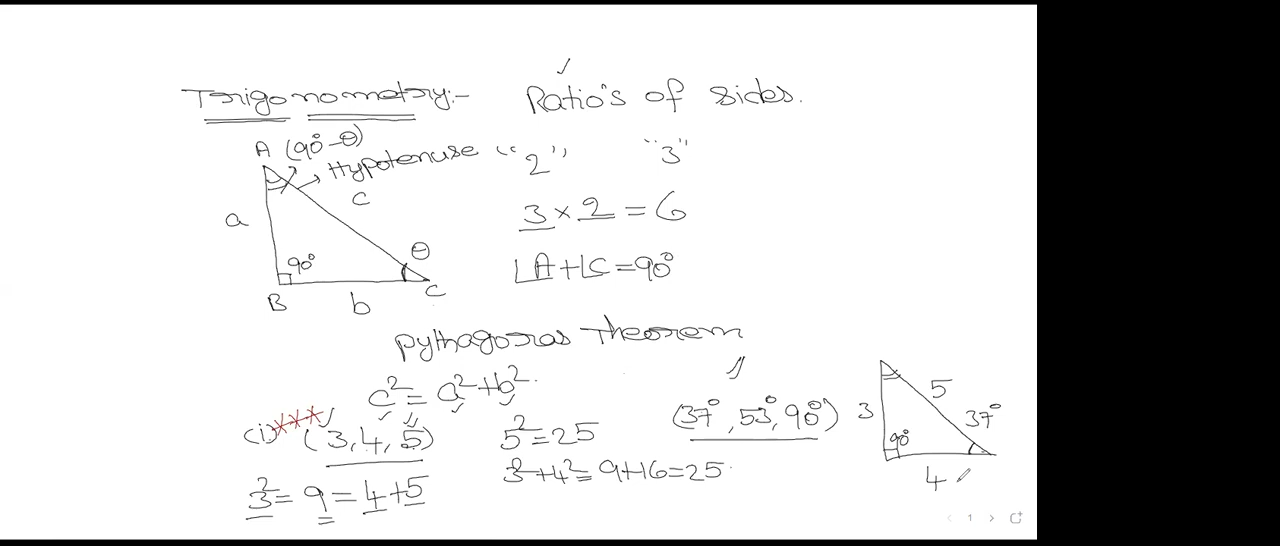 Trigonometry:- Ratio's of sides.
A (90°-θ)
Hypotenuse "2" "3"
c
a 3 × 2 = 6
θ
90° ∟A+∟C=90°
B b C
Pythagoras Theorem
c²=a²+b²
(i) (3,4,5) 5²=25 (37°,53°,90°) 3 5 37°
90°
3²=9=4+5 3²+4²=9+16=25 4
1